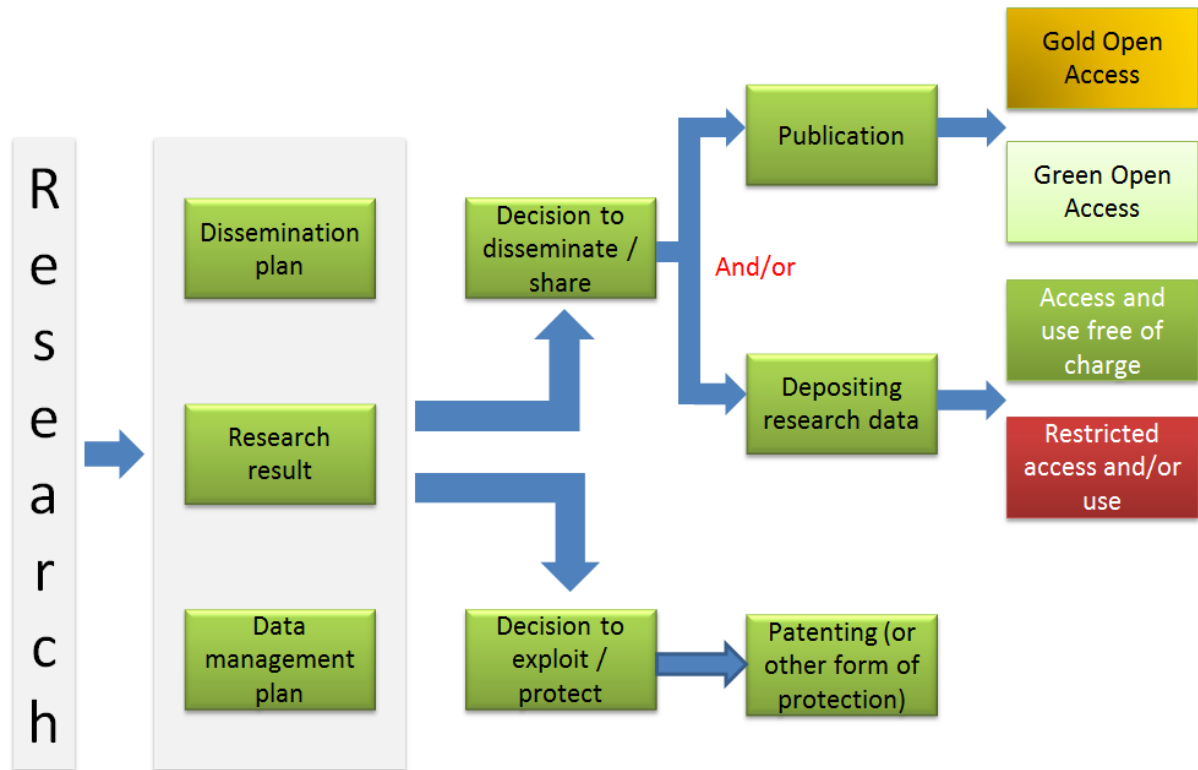 Research
Dissemination
plan
Research
result
Data
management
plan
Decision to
disseminate /
share
Decision to
exploit /
protect
And/or
Publication
Depositing
research data
Patenting (or
other form of
protection)
Gold Open
Access
Green Open
Access
Access and
use free of
charge
Restricted
access and/or
use